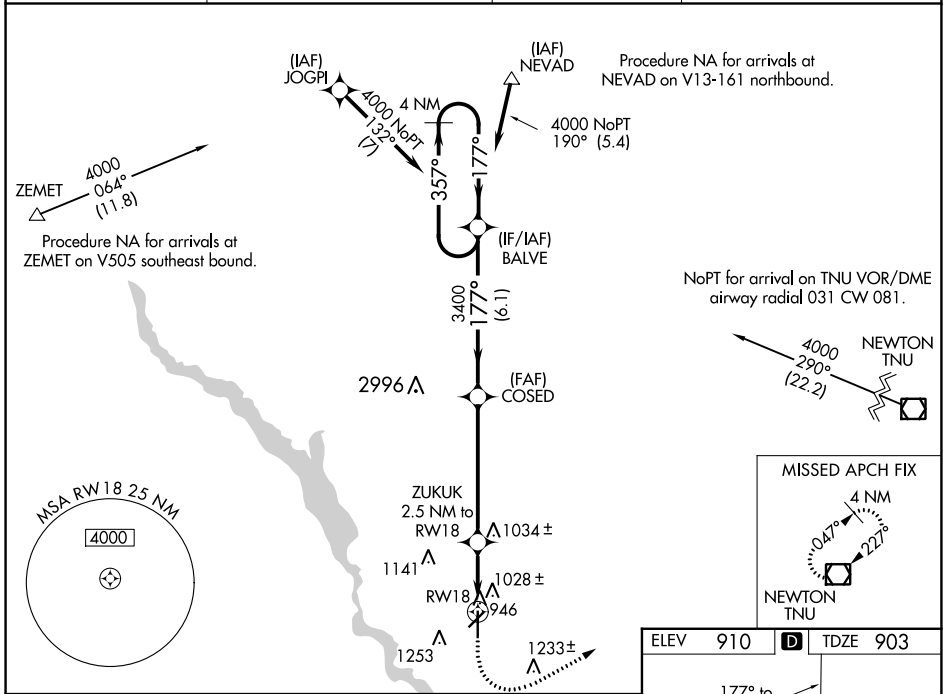 (IAF)
JOGPI
4000 NoPT
132°
(7)
4 NM
357°
177°
(IAF)
NEVAD
4000 NoPT
190° (5.4)
Procedure NA for arrivals at
NEVAD on V13-161 northbound.
ZEMET
4000
064°
(11.8)
Procedure NA for arrivals at
ZEMET on V505 southeast bound.
(IF/IAF)
BALVE
3400
177°
(6.1)
NoPT for arrival on TNU VOR/DME
airway radial 031 CW 081.
4000
290°
(22.2)
NEWTON
TNU
2996
(FAF)
COSED
MSA RW18 25 NM
4000
ZUKUK
2.5 NM to
RW18
1034 ±
1141
1028 ±
RW18
946
1253
1233±
MISSED APCH FIX
4 NM
047°
227°
NEWTON
TNU
ELEV 910 D TDZE 903
177° to